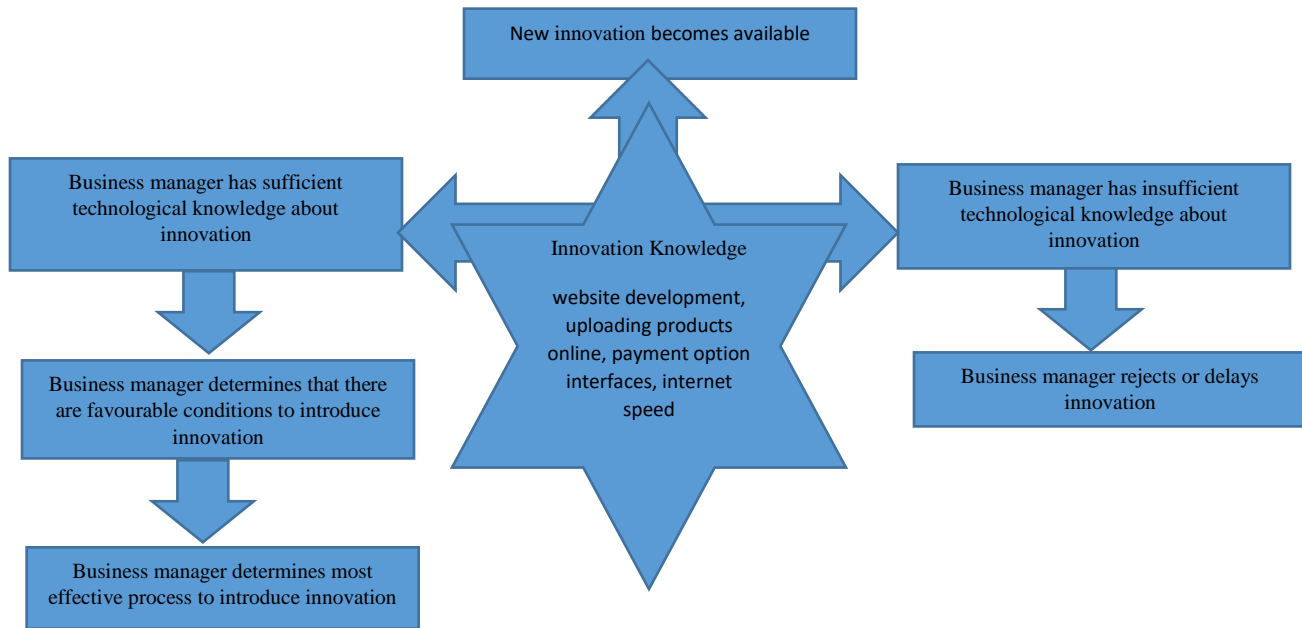 New innovation becomes available
Business manager has sufficient
technological knowledge about
innovation
Business manager has insufficient
technological knowledge about
innovation
Innovation Knowledge
website development,
uploading products
online, payment option
interfaces, internet
speed
Business manager determines that there
are favourable conditions to introduce
innovation
Business manager rejects or delays
innovation
Business manager determines most
effective process to introduce innovation